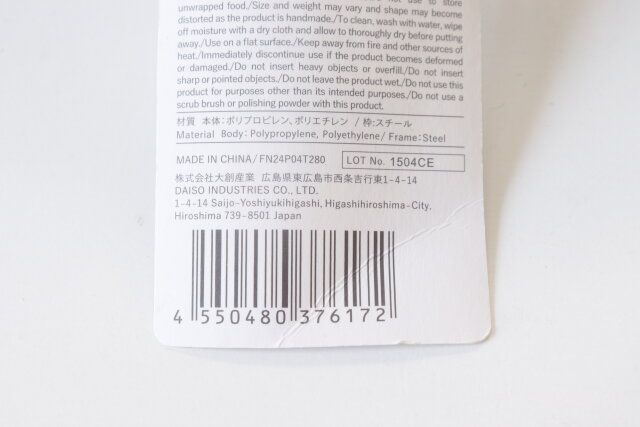 not use to store
unwrapped food./Size and weight may vary and shape may become
distorted as the product is handmade./To clean, wash with water, wipe
off moisture with a dry cloth and allow to thoroughly dry before putting
away./Use on a flat surface./Keep away from fire and other sources of
heat./Immediately discontinue use if the product becomes deformed
or damaged./Do not insert heavy objects or overfill./Do not insert
sharp or pointed objects./Do not leave the product wet./Do not use this
product for purposes other than its intended purposes./Do not use a
scrub brush or polishing powder with this product.
材質 本体:ポリプロピレン、ポリエチレン / 枠:スチール
Material Body: Polypropylene, Polyethylene/ Frame: Steel
MADE IN CHINA/ FN24P04T280 LOT No. 1504CE
株式会社大創産業 広島県東広島市西条吉行東1-4-14
DAISO INDUSTRIES CO., LTD.
1-4-14 Saijo-Yoshiyukihigashi, Higashihiroshima-City,
Hiroshima 739-8501 Japan
4 550480 376172